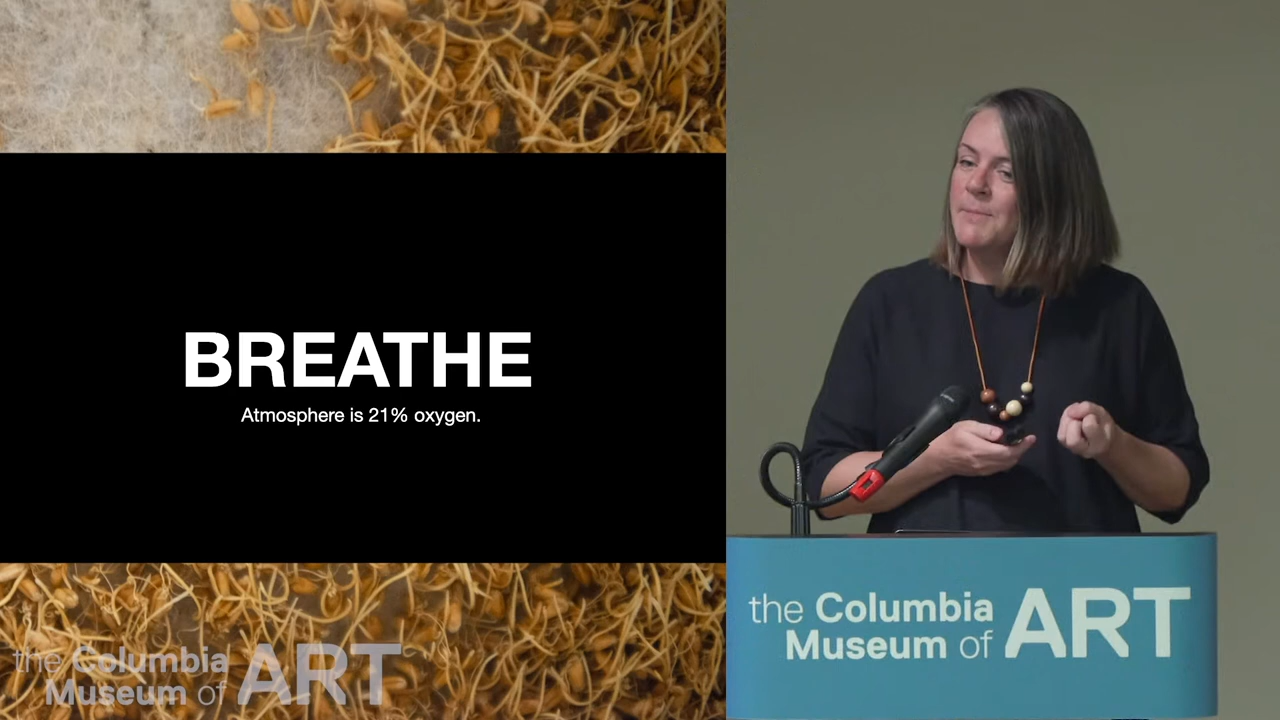 BREATHE
Atmosphere is 21% oxygen.
the Columbia
Museum of ART
the Columbia
Museum of ART